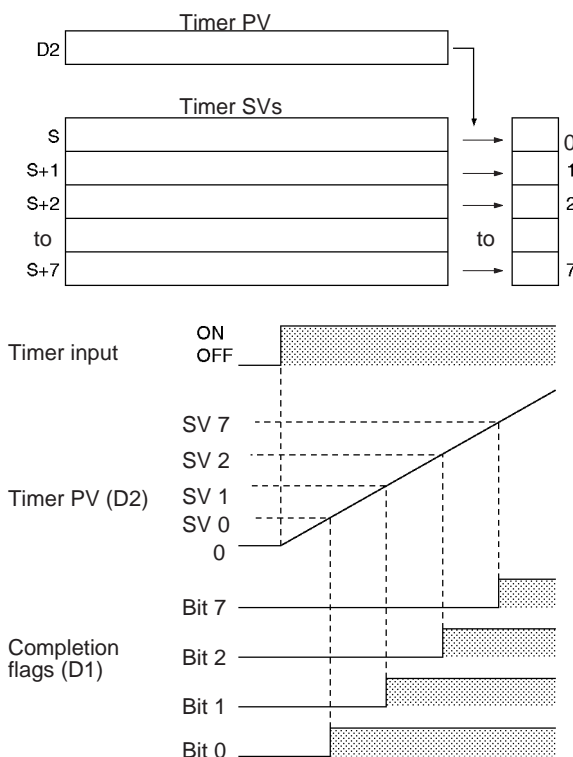 Timer PV
D2
Timer SVs
S
0
S+1
1
S+2
2
to
to
S+7
7
Timer input
ON
OFF
SV 7
SV 2
Timer PV (D2)
SV 1
SV 0
0
Bit 7
Completion
flags (D1)
Bit 2
Bit 1
Bit 0